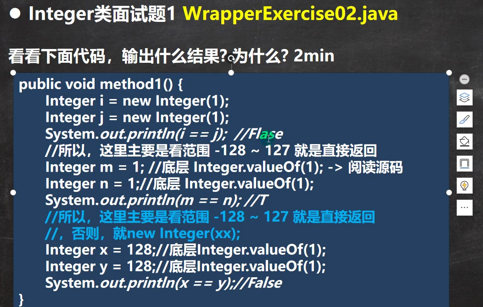 ● Integer类面试题1 WrapperExercise02.java
看看下面代码，输出什么结果? 为什么? 2min
public void method1() {
Integer i = new Integer(1);
Integer j = new Integer(1);
System.out.println(i == j); //Flase
//所以，这里主要是看范围 -128 ~ 127 就是直接返回
Integer m = 1; //底层 Integer.valueOf(1); -> 阅读源码
Integer n = 1;//底层 Integer.valueOf(1);
System.out.println(m == n); //T
//所以，这里主要是看范围 -128 ~ 127 就是直接返回
//，否则，就new Integer(xx);
Integer x = 128;//底层Integer.valueOf(1);
Integer y = 128;//底层Integer.valueOf(1);
System.out.println(x == y);//False
}